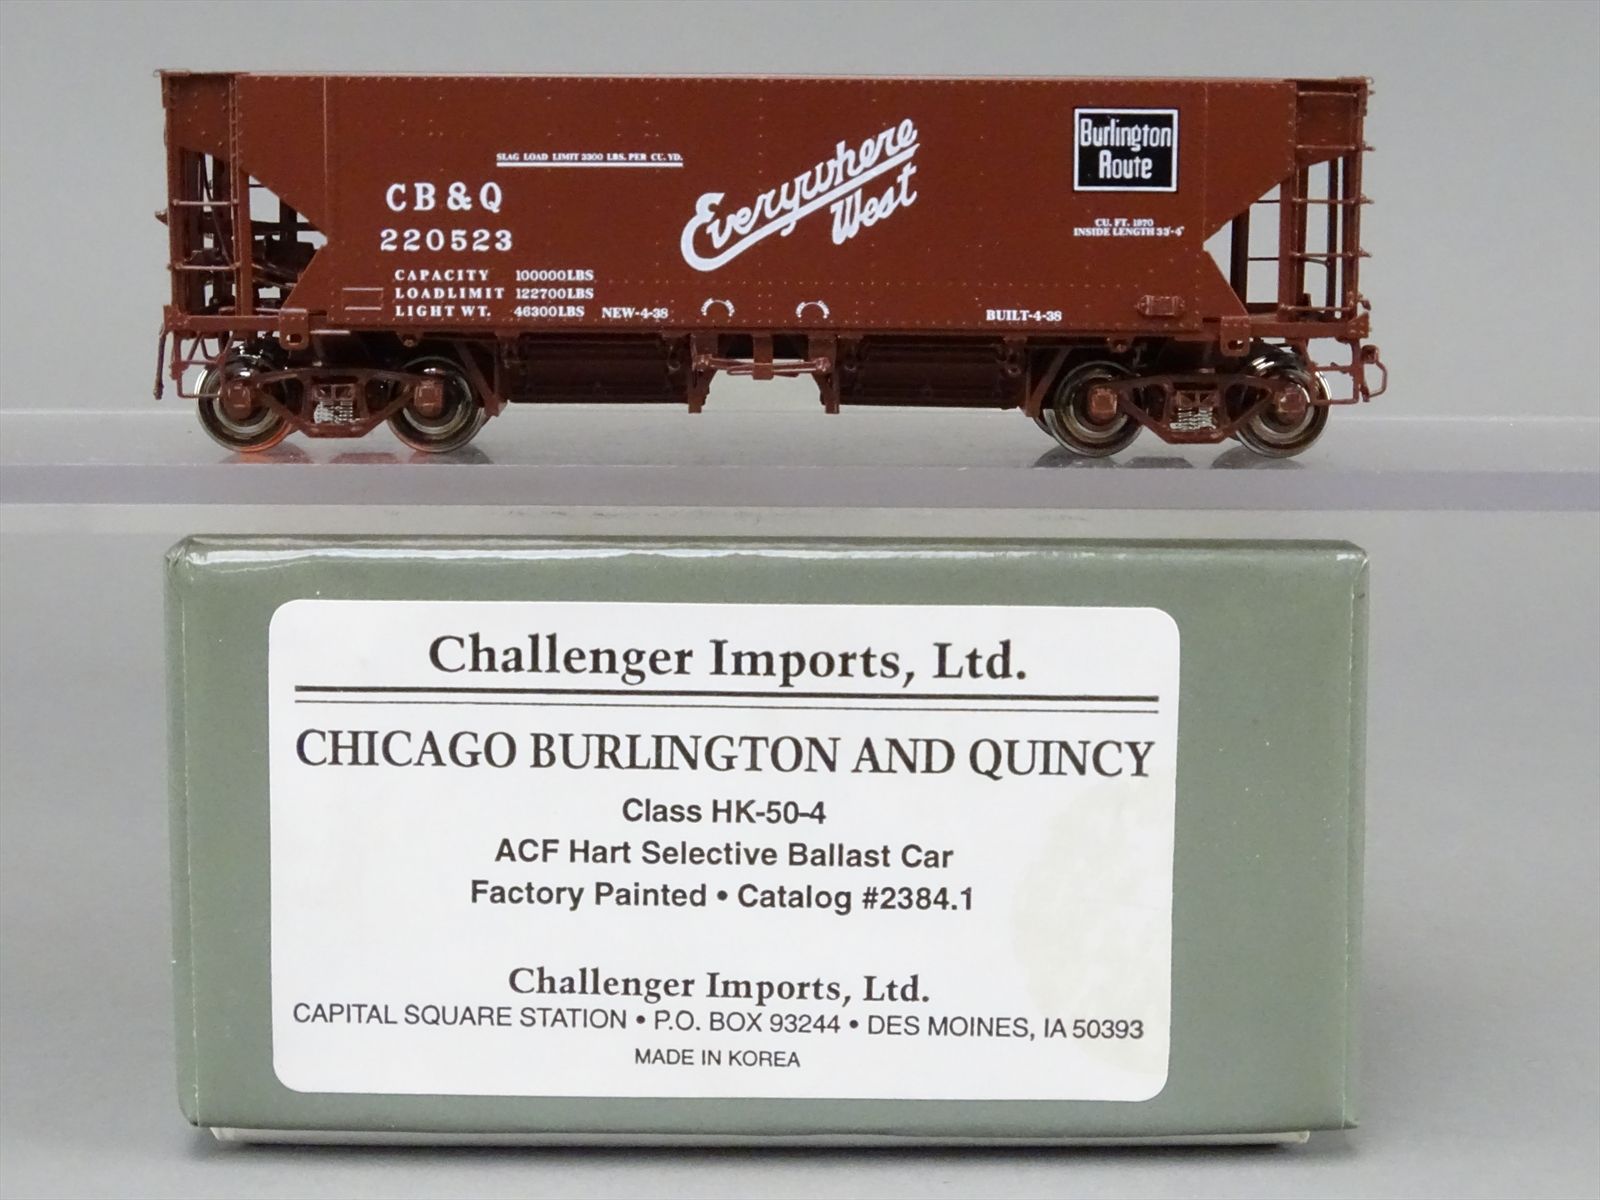 SLAG LOAD LIMIT 3300 LBS. PER CU. YD.
CB&Q
220523
CAPACITY 100000LBS
LOADLIMIT 122700LBS
LIGHT WT. 46300LBS NEW-4-38
Everywhere
West
Burlington
Route
CU. FT. 1970
INSIDE LENGTH 33'-4"
BUILT-4-38
Challenger Imports, Ltd.
CHICAGO BURLINGTON AND QUINCY
Class HK-50-4
ACF Hart Selective Ballast Car
Factory Painted • Catalog #2384.1
Challenger Imports, Ltd.
CAPITAL SQUARE STATION • P.O. BOX 93244 • DES MOINES, IA 50393
MADE IN KOREA